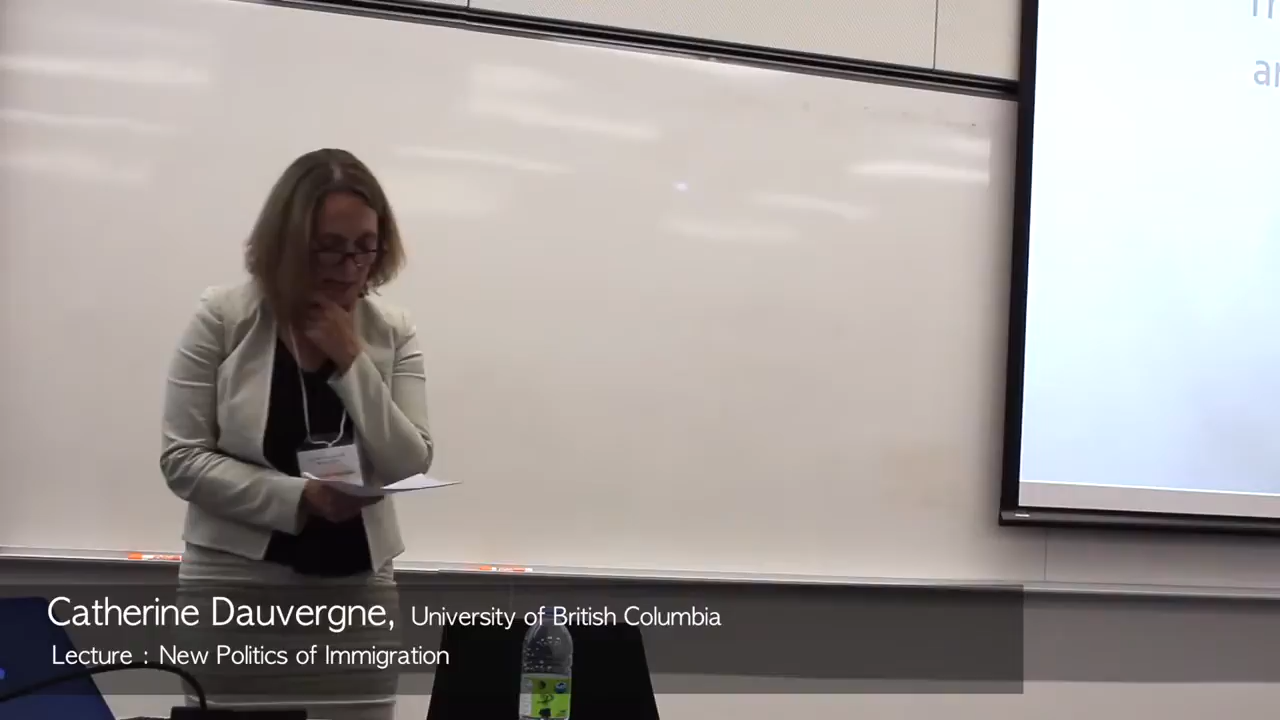 Catherine Dauvergne, University of British Columbia
Lecture : New Politics of Immigration